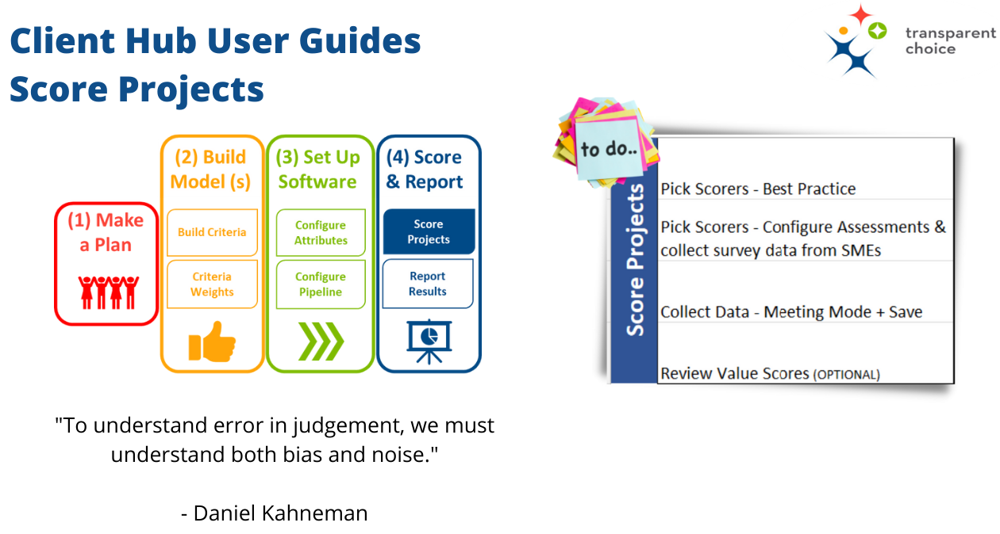 Client Hub User Guides
Score Projects
transparent
choice
(1) Make
a Plan
(2) Build
Model (s)
Build Criteria
Criteria
Weights
(3) Set Up
Software
Configure
Attributes
Configure
Pipeline
(4) Score
& Report
Score
Projects
Report
Results
to do..
Score Projects
Pick Scorers - Best Practice
Pick Scorers - Configure Assessments &
collect survey data from SMEs
Collect Data - Meeting Mode + Save
Review Value Scores (OPTIONAL)
"To understand error in judgement, we must
understand both bias and noise."
- Daniel Kahneman